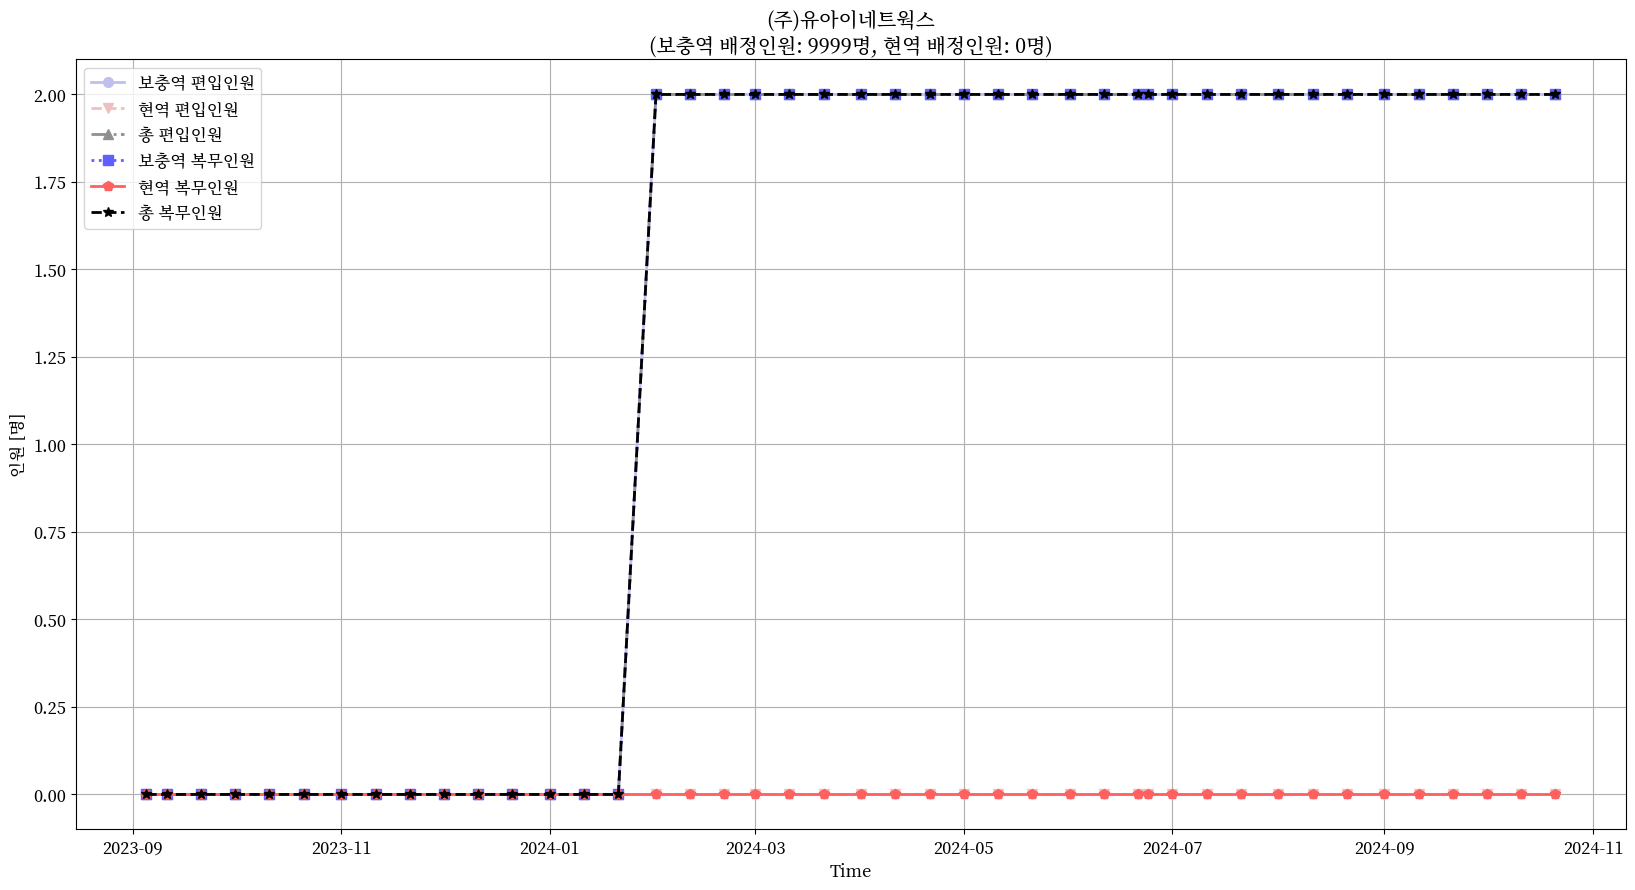 (주)유아이네트웍스
(보충역 배정인원: 9999명, 현역 배정인원: 0명)
보충역 편입인원
현역 편입인원
총 편입인원
보충역 복무인원
현역 복무인원
총 복무인원
인원 [명]
2.00
1.75
1.50
1.25
1.00
0.75
0.50
0.25
0.00
2023-09
2023-11
2024-01
2024-03
2024-05
2024-07
2024-09
2024-11
Time